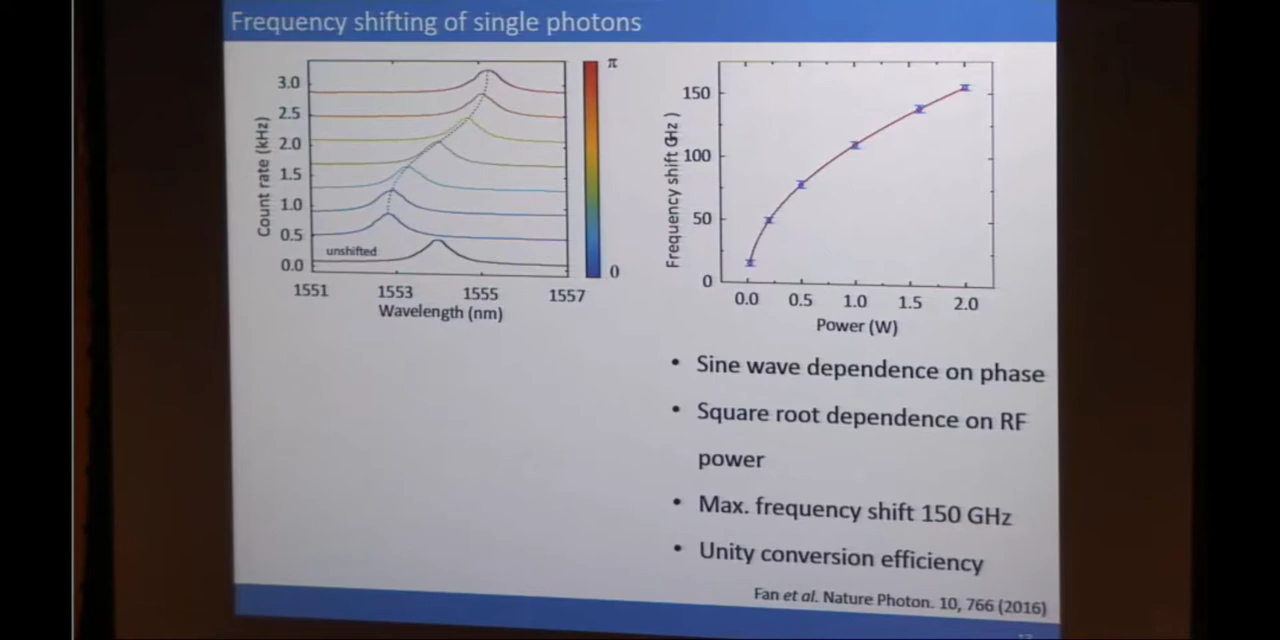 Frequency shifting of single photons
3.0
2.5
2.0
1.5
1.0
0.5
0.0
Count rate (kHz)
unshifted
1551 1553 1555 1557
Wavelength (nm)
π
0
150
100
50
0
Frequency shift GHz )
0.0 0.5 1.0 1.5 2.0
Power (W)
• Sine wave dependence on phase
• Square root dependence on RF
power
• Max. frequency shift 150 GHz
• Unity conversion efficiency
Fan et al. Nature Photon. 10, 766 (2016)